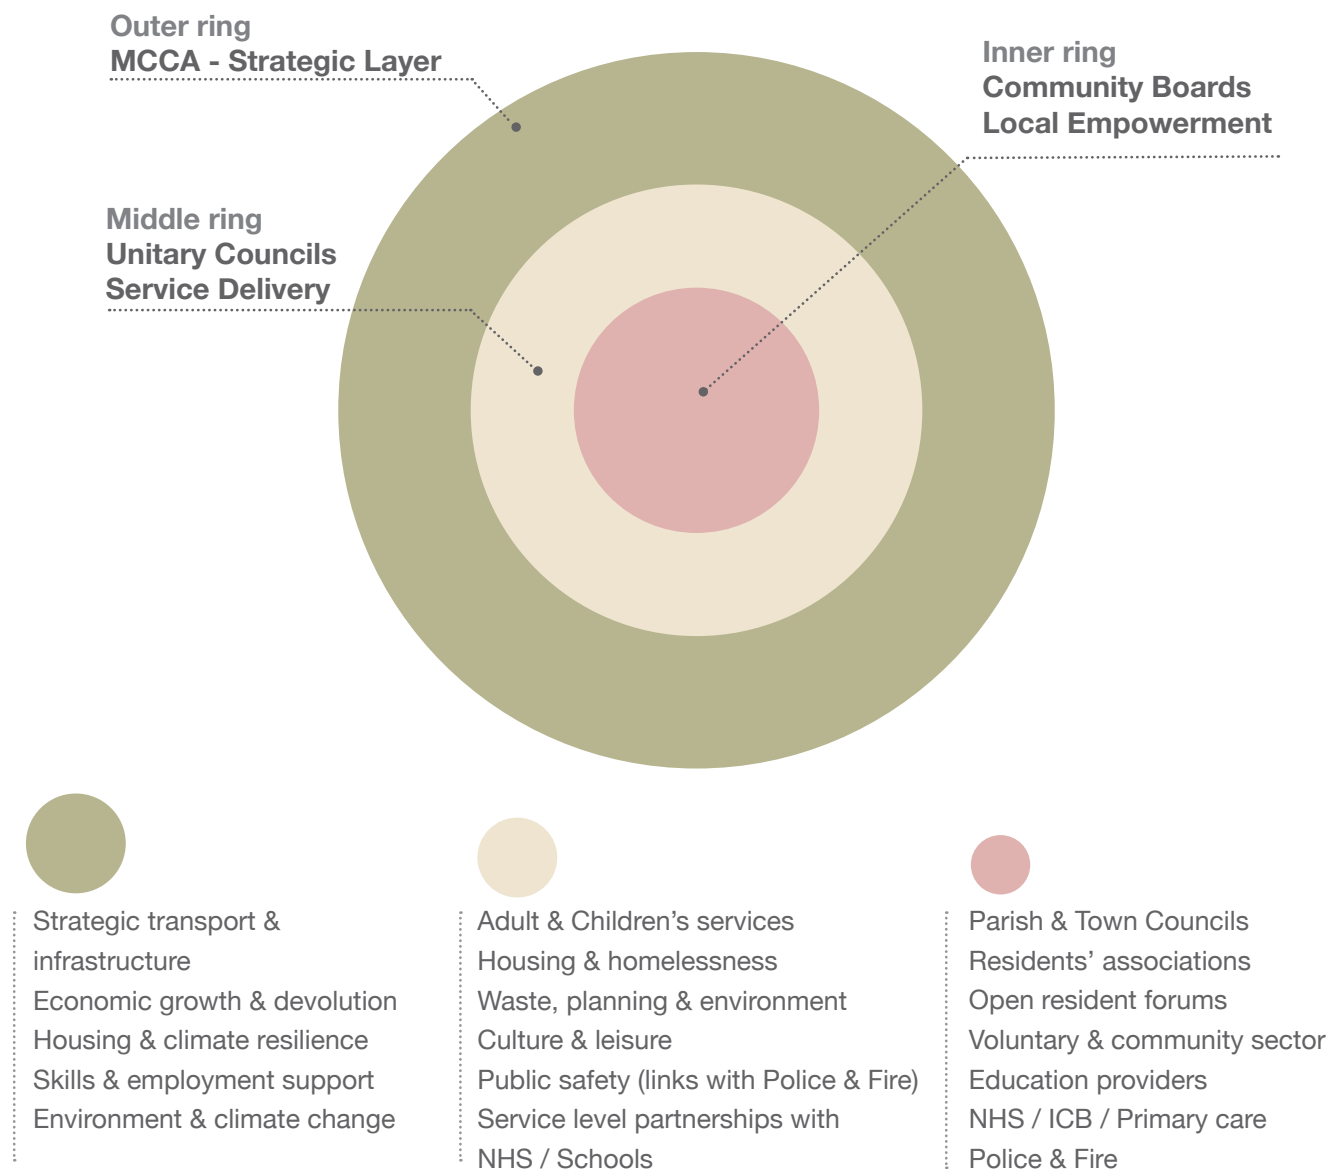 Outer ring
MCCA - Strategic Layer
Inner ring
Community Boards
Local Empowerment
Middle ring
Unitary Councils
Service Delivery
Strategic transport &
infrastructure
Economic growth & devolution
Housing & climate resilience
Skills & employment support
Environment & climate change
Adult & Children’s services
Housing & homelessness
Waste, planning & environment
Culture & leisure
Public safety (links with Police & Fire)
Service level partnerships with
NHS / Schools
Parish & Town Councils
Residents’ associations
Open resident forums
Voluntary & community sector
Education providers
NHS / ICB / Primary care
Police & Fire